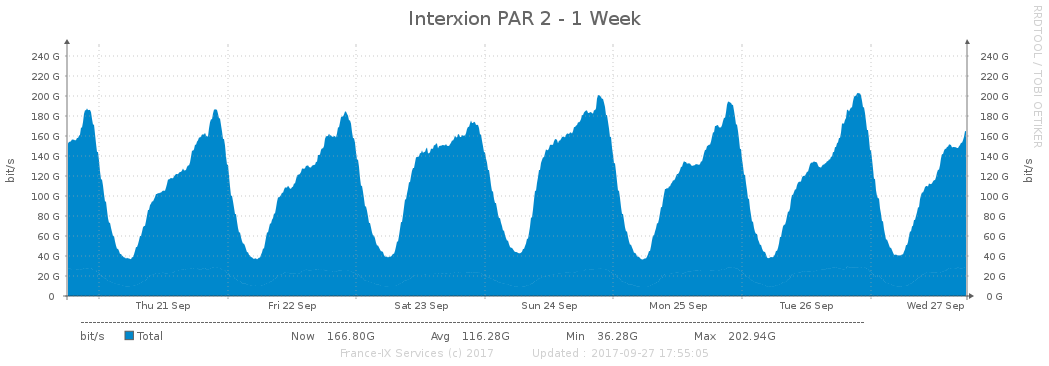 Interxion PAR 2 - 1 Week
RRDTOOL / TOBI OETIKER
240 G 240 G
220 G 220 G
200 G 200 G
180 G 180 G
160 G 160 G
140 G 140 G
120 G 120 G
100 G 100 G
80 G 80 G
60 G 60 G
40 G 40 G
20 G 20 G
0 0 G
bit/s
bit/s
Thu 21 Sep Fri 22 Sep Sat 23 Sep Sun 24 Sep Mon 25 Sep Tue 26 Sep Wed 27 Sep
bit/s Total Now 166.80G Avg 116.28G Min 36.28G Max 202.94G
France-IX Services (c) 2017 Updated : 2017-09-27 17:55:05